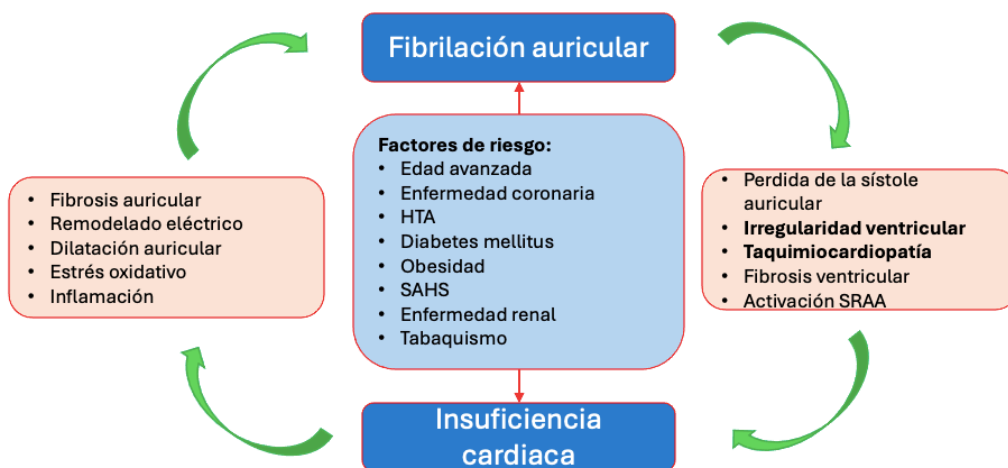 Fibrilación auricular
Factores de riesgo:
• Edad avanzada
• Enfermedad coronaria
• HTA
• Diabetes mellitus
• Obesidad
• SAHS
• Enfermedad renal
• Tabaquismo
• Fibrosis auricular
• Remodelado eléctrico
• Dilatación auricular
• Estrés oxidativo
• Inflamación
• Perdida de la sístole
auricular
• Irregularidad ventricular
• Taquimiocardiopatía
• Fibrosis ventricular
• Activación SRAA
Insuficiencia
cardiaca